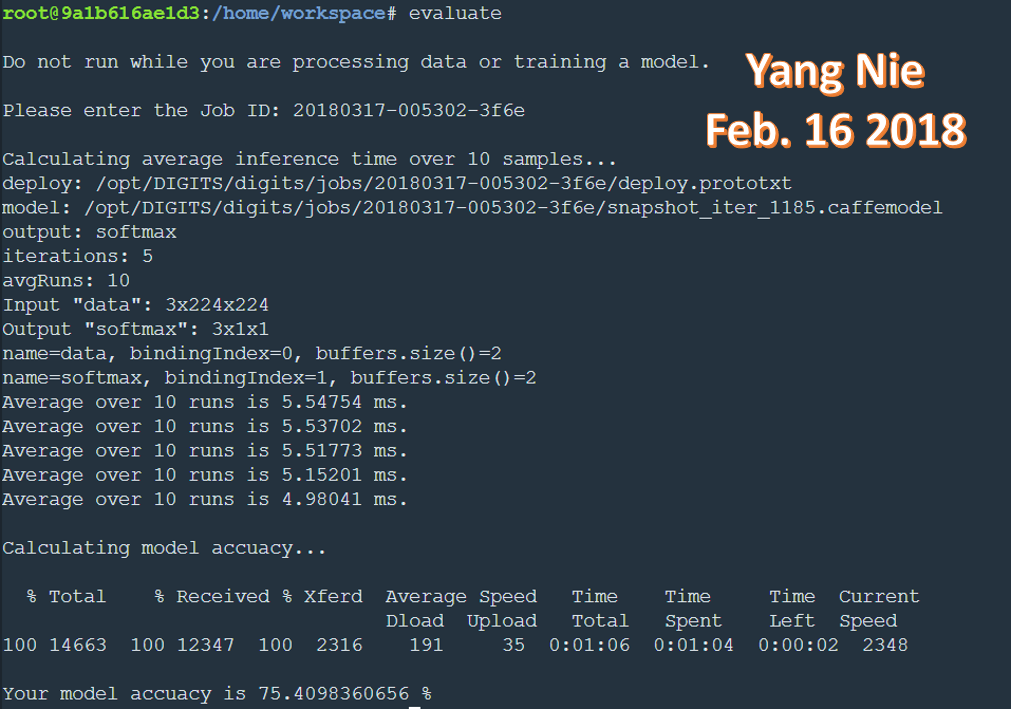 root@9a1b616ae1d3:/home/workspace# evaluate
Do not run while you are processing data or training a model.
Yang Nie
Feb. 16 2018
Please enter the Job ID: 20180317-005302-3f6e
Calculating average inference time over 10 samples...
deploy: /opt/DIGITS/digits/jobs/20180317-005302-3f6e/deploy.prototxt
model: /opt/DIGITS/digits/jobs/20180317-005302-3f6e/snapshot_iter_1185.caffemodel
output: softmax
iterations: 5
avgRuns: 10
Input "data": 3x224x224
Output "softmax": 3x1x1
name=data, bindingIndex=0, buffers.size()=2
name=softmax, bindingIndex=1, buffers.size()=2
Average over 10 runs is 5.54754 ms.
Average over 10 runs is 5.53702 ms.
Average over 10 runs is 5.51773 ms.
Average over 10 runs is 5.15201 ms.
Average over 10 runs is 4.98041 ms.
Calculating model accuacy...
% Total % Received % Xferd Average Speed Time Time Time Current
Dload Upload Total Spent Left Speed
100 14663 100 12347 100 2316 191 35 0:01:06 0:01:04 0:00:02 2348
Your model accuacy is 75.4098360656 %